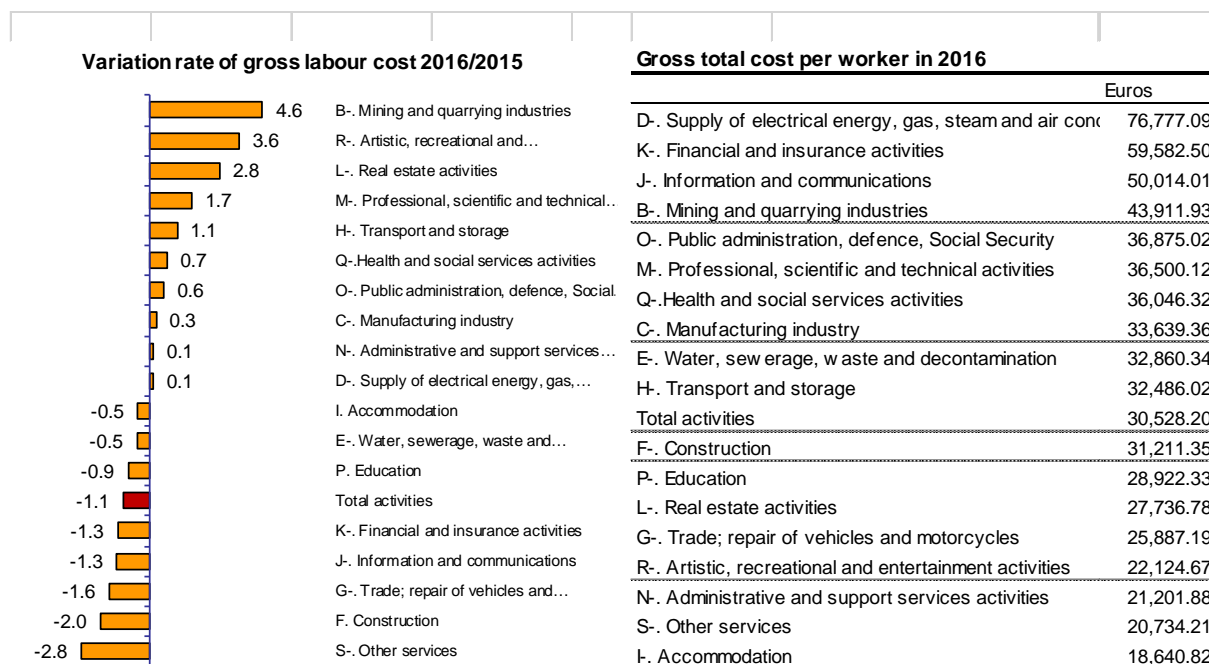 Variation rate of gross labour cost 2016/2015
4.6 B-. Mining and quarrying industries
3.6 R-. Artistic, recreational and…
2.8 L-. Real estate activities
1.7 M-. Professional, scientific and technical…
1.1 H-. Transport and storage
0.7 Q-.Health and social services activities
0.6 O-. Public administration, defence, Social
0.3 C-. Manufacturing industry
0.1 N-. Administrative and support services…
0.1 D-. Supply of electrical energy, gas,…
-0.5 I. Accommodation
-0.5 E-. Water, sewerage, waste and…
-0.9 P. Education
-1.1 Total activities
-1.3 K-. Financial and insurance activities
-1.3 J-. Information and communications
-1.6 G-. Trade; repair of vehicles and…
-2.0 F. Construction
-2.8 S-. Other services
Gross total cost per worker in 2016
Euros
D-. Supply of electrical energy, gas, steam and air cond 76,777.09
K-. Financial and insurance activities 59,582.50
J-. Information and communications 50,014.01
B-. Mining and quarrying industries 43,911.93
O-. Public administration, defence, Social Security 36,875.02
M-. Professional, scientific and technical activities 36,500.12
Q-.Health and social services activities 36,046.32
C-. Manufacturing industry 33,639.36
E-. Water, sewerage, waste and decontamination 32,860.34
H-. Transport and storage 32,486.02
Total activities 30,528.20
F-. Construction 31,211.35
P-. Education 28,922.33
L-. Real estate activities 27,736.78
G-. Trade; repair of vehicles and motorcycles 25,887.19
R-. Artistic, recreational and entertainment activities 22,124.67
N-. Administrative and support services activities 21,201.88
S-. Other services 20,734.21
I-. Accommodation 18,640.82